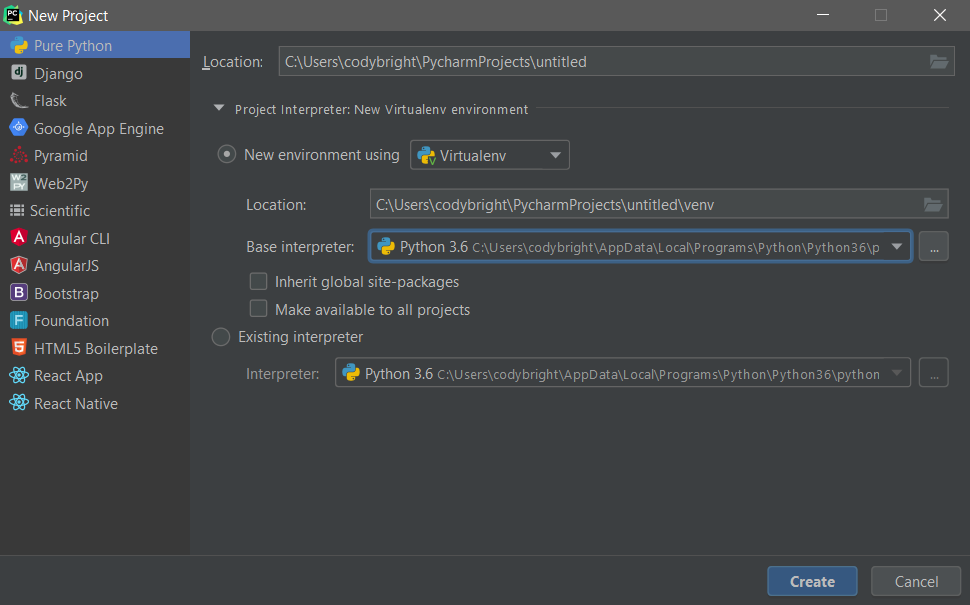 New Project
Pure Python
Django
Flask
Google App Engine
Pyramid
Web2Py
Scientific
Angular CLI
AngularJS
Bootstrap
Foundation
HTML5 Boilerplate
React App
React Native
Location: C:\Users\codybright\PycharmProjects\untitled
Project Interpreter: New Virtualenv environment
New environment using Virtualenv
Location: C:\Users\codybright\PycharmProjects\untitled\venv
Base interpreter: Python 3.6 C:\Users\codybright\AppData\Local\Programs\Python\Python36\p ...
Inherit global site-packages
Make available to all projects
Existing interpreter
Interpreter: Python 3.6 C:\Users\codybright\AppData\Local\Programs\Python\Python36\python ...
Create Cancel